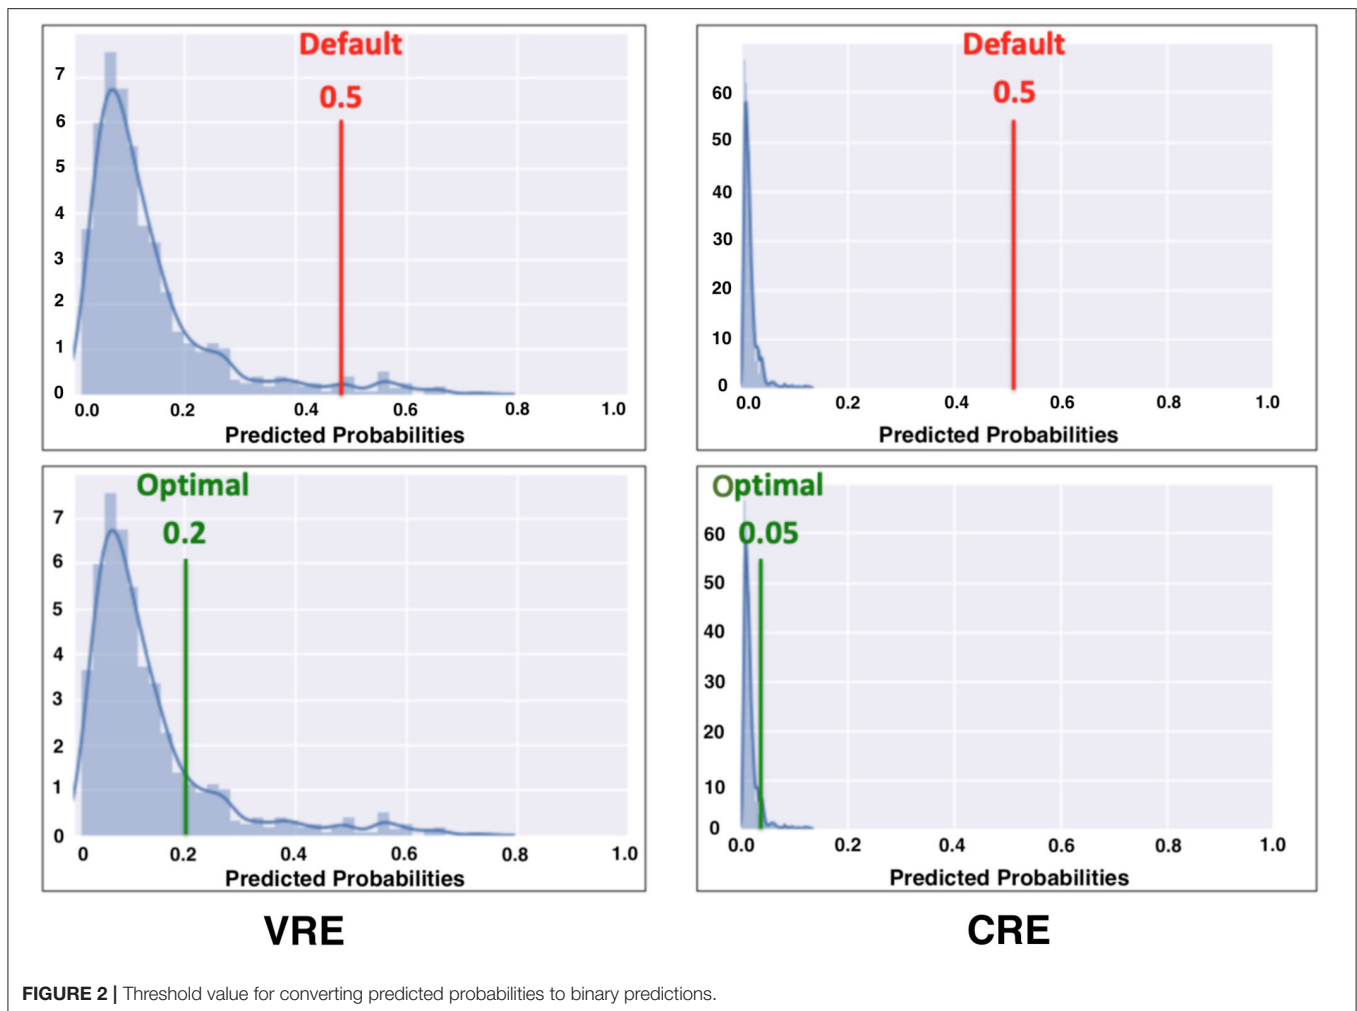 Default
0.5
7
6
5
4
3
2
1
0
0.0 0.2 0.4 0.6 0.8 1.0
Predicted Probabilities
Default
0.5
60
50
40
30
20
10
0
0.0 0.2 0.4 0.6 0.8 1.0
Predicted Probabilities
Optimal
0.2
7
6
5
4
3
2
1
0
0 0.2 0.4 0.6 0.8 1.0
Predicted Probabilities
Optimal
0.05
60
50
40
30
20
10
0
0.0 0.2 0.4 0.6 0.8 1.0
Predicted Probabilities
VRE
CRE
FIGURE 2 | Threshold value for converting predicted probabilities to binary predictions.